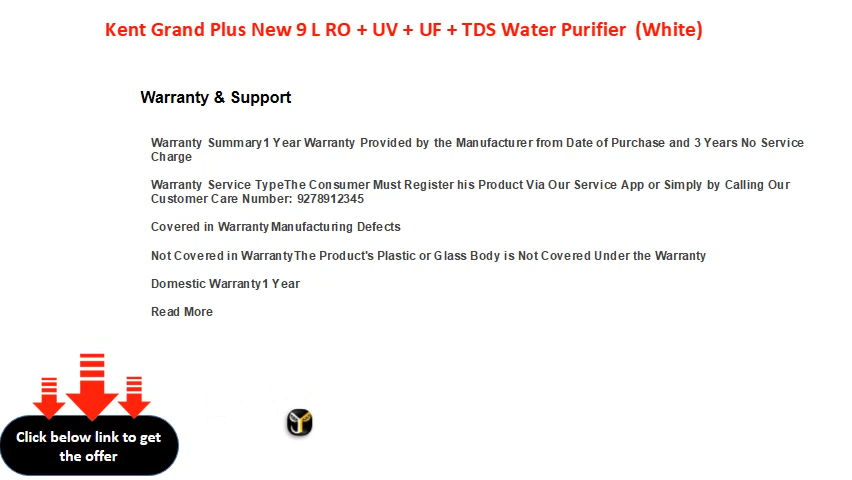 Kent Grand Plus New 9 L RO + UV + UF + TDS Water Purifier (White)
Warranty & Support
Warranty Summary1 Year Warranty Provided by the Manufacturer from Date of Purchase and 3 Years No Service
Charge
Warranty Service TypeThe Consumer Must Register his Product Via Our Service App or Simply by Calling Our
Customer Care Number: 9278912345
Covered in WarrantyManufacturing Defects
Not Covered in WarrantyThe Product's Plastic or Glass Body is Not Covered Under the Warranty
Domestic Warranty1 Year
Read More
Click below link to get
the offer